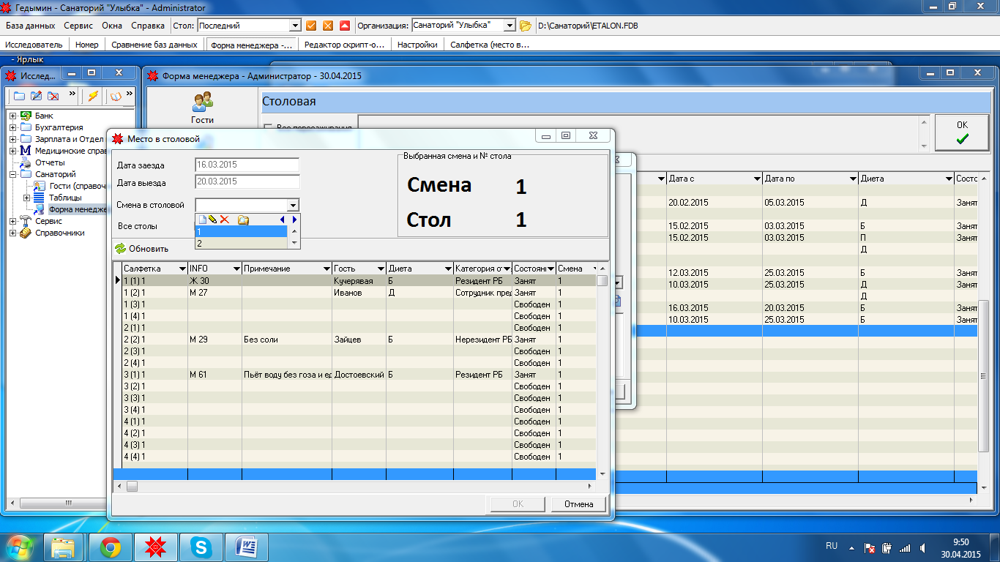 Гедымин - Санаторий "Улыбка" - Administrator
База данных Сервис Окна Справка Стол: Последний Организация: Санаторий "Улыбка" D:\Санаторий\ETALON.FDB
Исследователь Номер Сравнение баз данных Форма менеджера -... Редактор скрипт-о... Настройки Салфетка (место в...
- Ярлык
Исслед...
Форма менеджера - Администратор - 30.04.2015
Банк
Бухгалтерия
Зарплата и Отдел
Медицинские спра
Отчеты
Санаторий
Гости (справоч
Таблицы
Форма менедже
Сервис
Справочники
Гости
Столовая
OK
Место в столовой
Дата заезда 16.03.2015
Дата выезда 20.03.2015
Смена в столовой
1
2
Все столы
Обновить
Выбранная смена и № стола
Смена 1
Стол 1
Салфетка INFO Примечание Гость Диета Категория о Состояни Смена
1 (1) 1 Ж 30 Кучерявая Б Резидент РБ Занят 1
1 (2) 1 М 27 Иванов Д Сотрудник пред Занят 1
1 (3) 1 Свободен 1
1 (4) 1 Свободен 1
2 (1) 1 Свободен 1
2 (2) 1 М 29 Без соли Зайцев Б Нерезидент РБ Занят 1
2 (3) 1 Свободен 1
2 (4) 1 Свободен 1
3 (1) 1 М 61 Пьёт воду без гоза и ед Достоевский Б Резидент РБ Занят 1
3 (2) 1 Свободен 1
3 (3) 1 Свободен 1
3 (4) 1 Свободен 1
4 (1) 1 Свободен 1
4 (2) 1 Свободен 1
4 (3) 1 Свободен 1
4 (4) 1 Свободен 1
OK Отмена
Дата с Дата по Диета Состо
20.02.2015 05.03.2015 Д Занят
15.02.2015 03.03.2015 Б Занят
15.02.2015 03.03.2015 П Занят
Д
12.03.2015 25.03.2015 Б Занят
10.03.2015 25.03.2015 Д Занят
Д
16.03.2015 20.03.2015 Б Занят
10.03.2015 25.03.2015 Б Занят
RU
9:50
30.04.2015